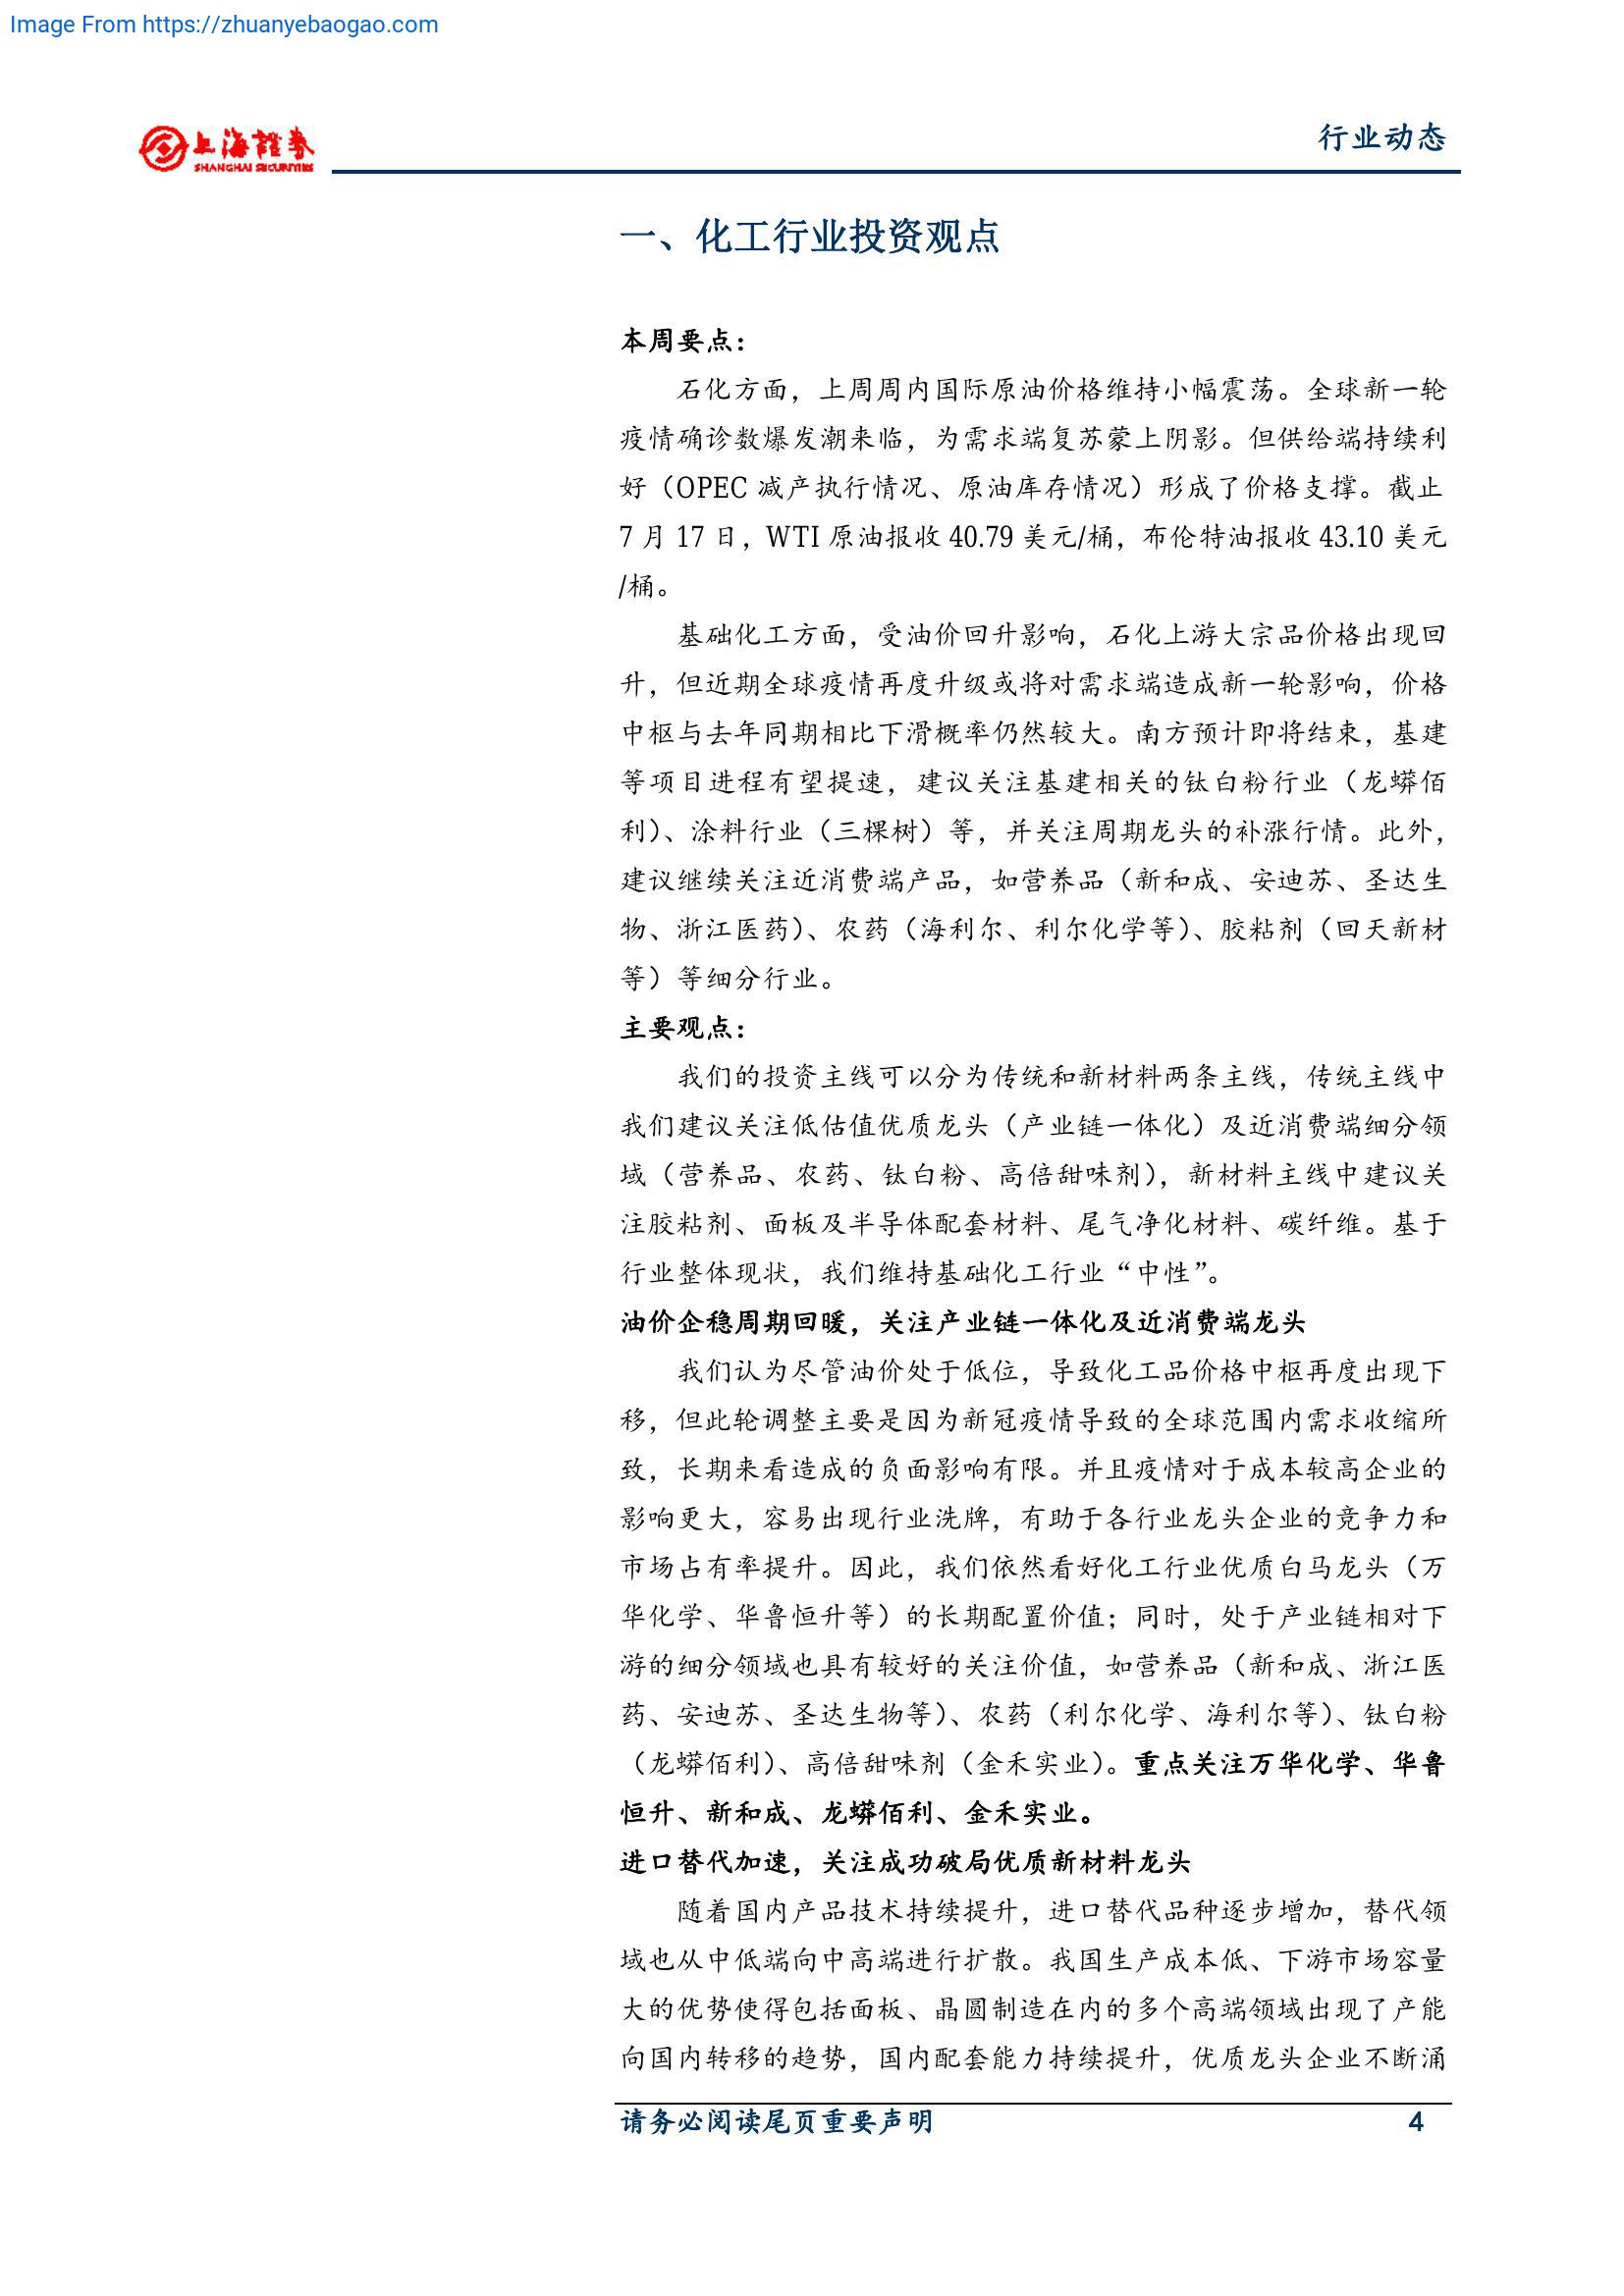 Image From https://zhuanyebaogao.com
上海證券
SHANGHAI SECURITIES
行业动态
一、化工行业投资观点
本周要点：
石化方面，上周周内国际原油价格维持小幅震荡。全球新一轮
疫情确诊数爆发潮来临，为需求端复苏蒙上阴影。但供给端持续利
好（OPEC 减产执行情况、原油库存情况）形成了价格支撑。截止
7 月 17 日，WTI 原油报收 40.79 美元/桶，布伦特油报收 43.10 美元
/桶。
基础化工方面，受油价回升影响，石化上游大宗品价格出现回
升，但近期全球疫情再度升级或将对需求端造成新一轮影响，价格
中枢与去年同期相比下滑概率仍然较大。南方预计即将结束，基建
等项目进程有望提速，建议关注基建相关的钛白粉行业（龙蟒佰
利）、涂料行业（三棵树）等，并关注周期龙头的补涨行情。此外，
建议继续关注近消费端产品，如营养品（新和成、安迪苏、圣达生
物、浙江医药）、农药（海利尔、利尔化学等）、胶粘剂（回天新材
等）等细分行业。
主要观点：
我们的投资主线可以分为传统和新材料两条主线，传统主线中
我们建议关注低估值优质龙头（产业链一体化）及近消费端细分领
域（营养品、农药、钛白粉、高倍甜味剂），新材料主线中建议关
注胶粘剂、面板及半导体配套材料、尾气净化材料、碳纤维。基于
行业整体现状，我们维持基础化工行业“中性”。
油价企稳周期回暖，关注产业链一体化及近消费端龙头
我们认为尽管油价处于低位，导致化工品价格中枢再度出现下
移，但此轮调整主要是因为新冠疫情导致的全球范围内需求收缩所
致，长期来看造成的负面影响有限。并且疫情对于成本较高企业的
影响更大，容易出现行业洗牌，有助于各行业龙头企业的竞争力和
市场占有率提升。因此，我们依然看好化工行业优质白马龙头（万
华化学、华鲁恒升等）的长期配置价值；同时，处于产业链相对下
游的细分领域也具有较好的关注价值，如营养品（新和成、浙江医
药、安迪苏、圣达生物等）、农药（利尔化学、海利尔等）、钛白粉
（龙蟒佰利）、高倍甜味剂（金禾实业）。重点关注万华化学、华鲁
恒升、新和成、龙蟒佰利、金禾实业。
进口替代加速，关注成功破局优质新材料龙头
随着国内产品技术持续提升，进口替代品种逐步增加，替代领
域也从中低端向中高端进行扩散。我国生产成本低、下游市场容量
大的优势使得包括面板、晶圆制造在内的多个高端领域出现了产能
向国内转移的趋势，国内配套能力持续提升，优质龙头企业不断涌
请务必阅读尾页重要声明
4